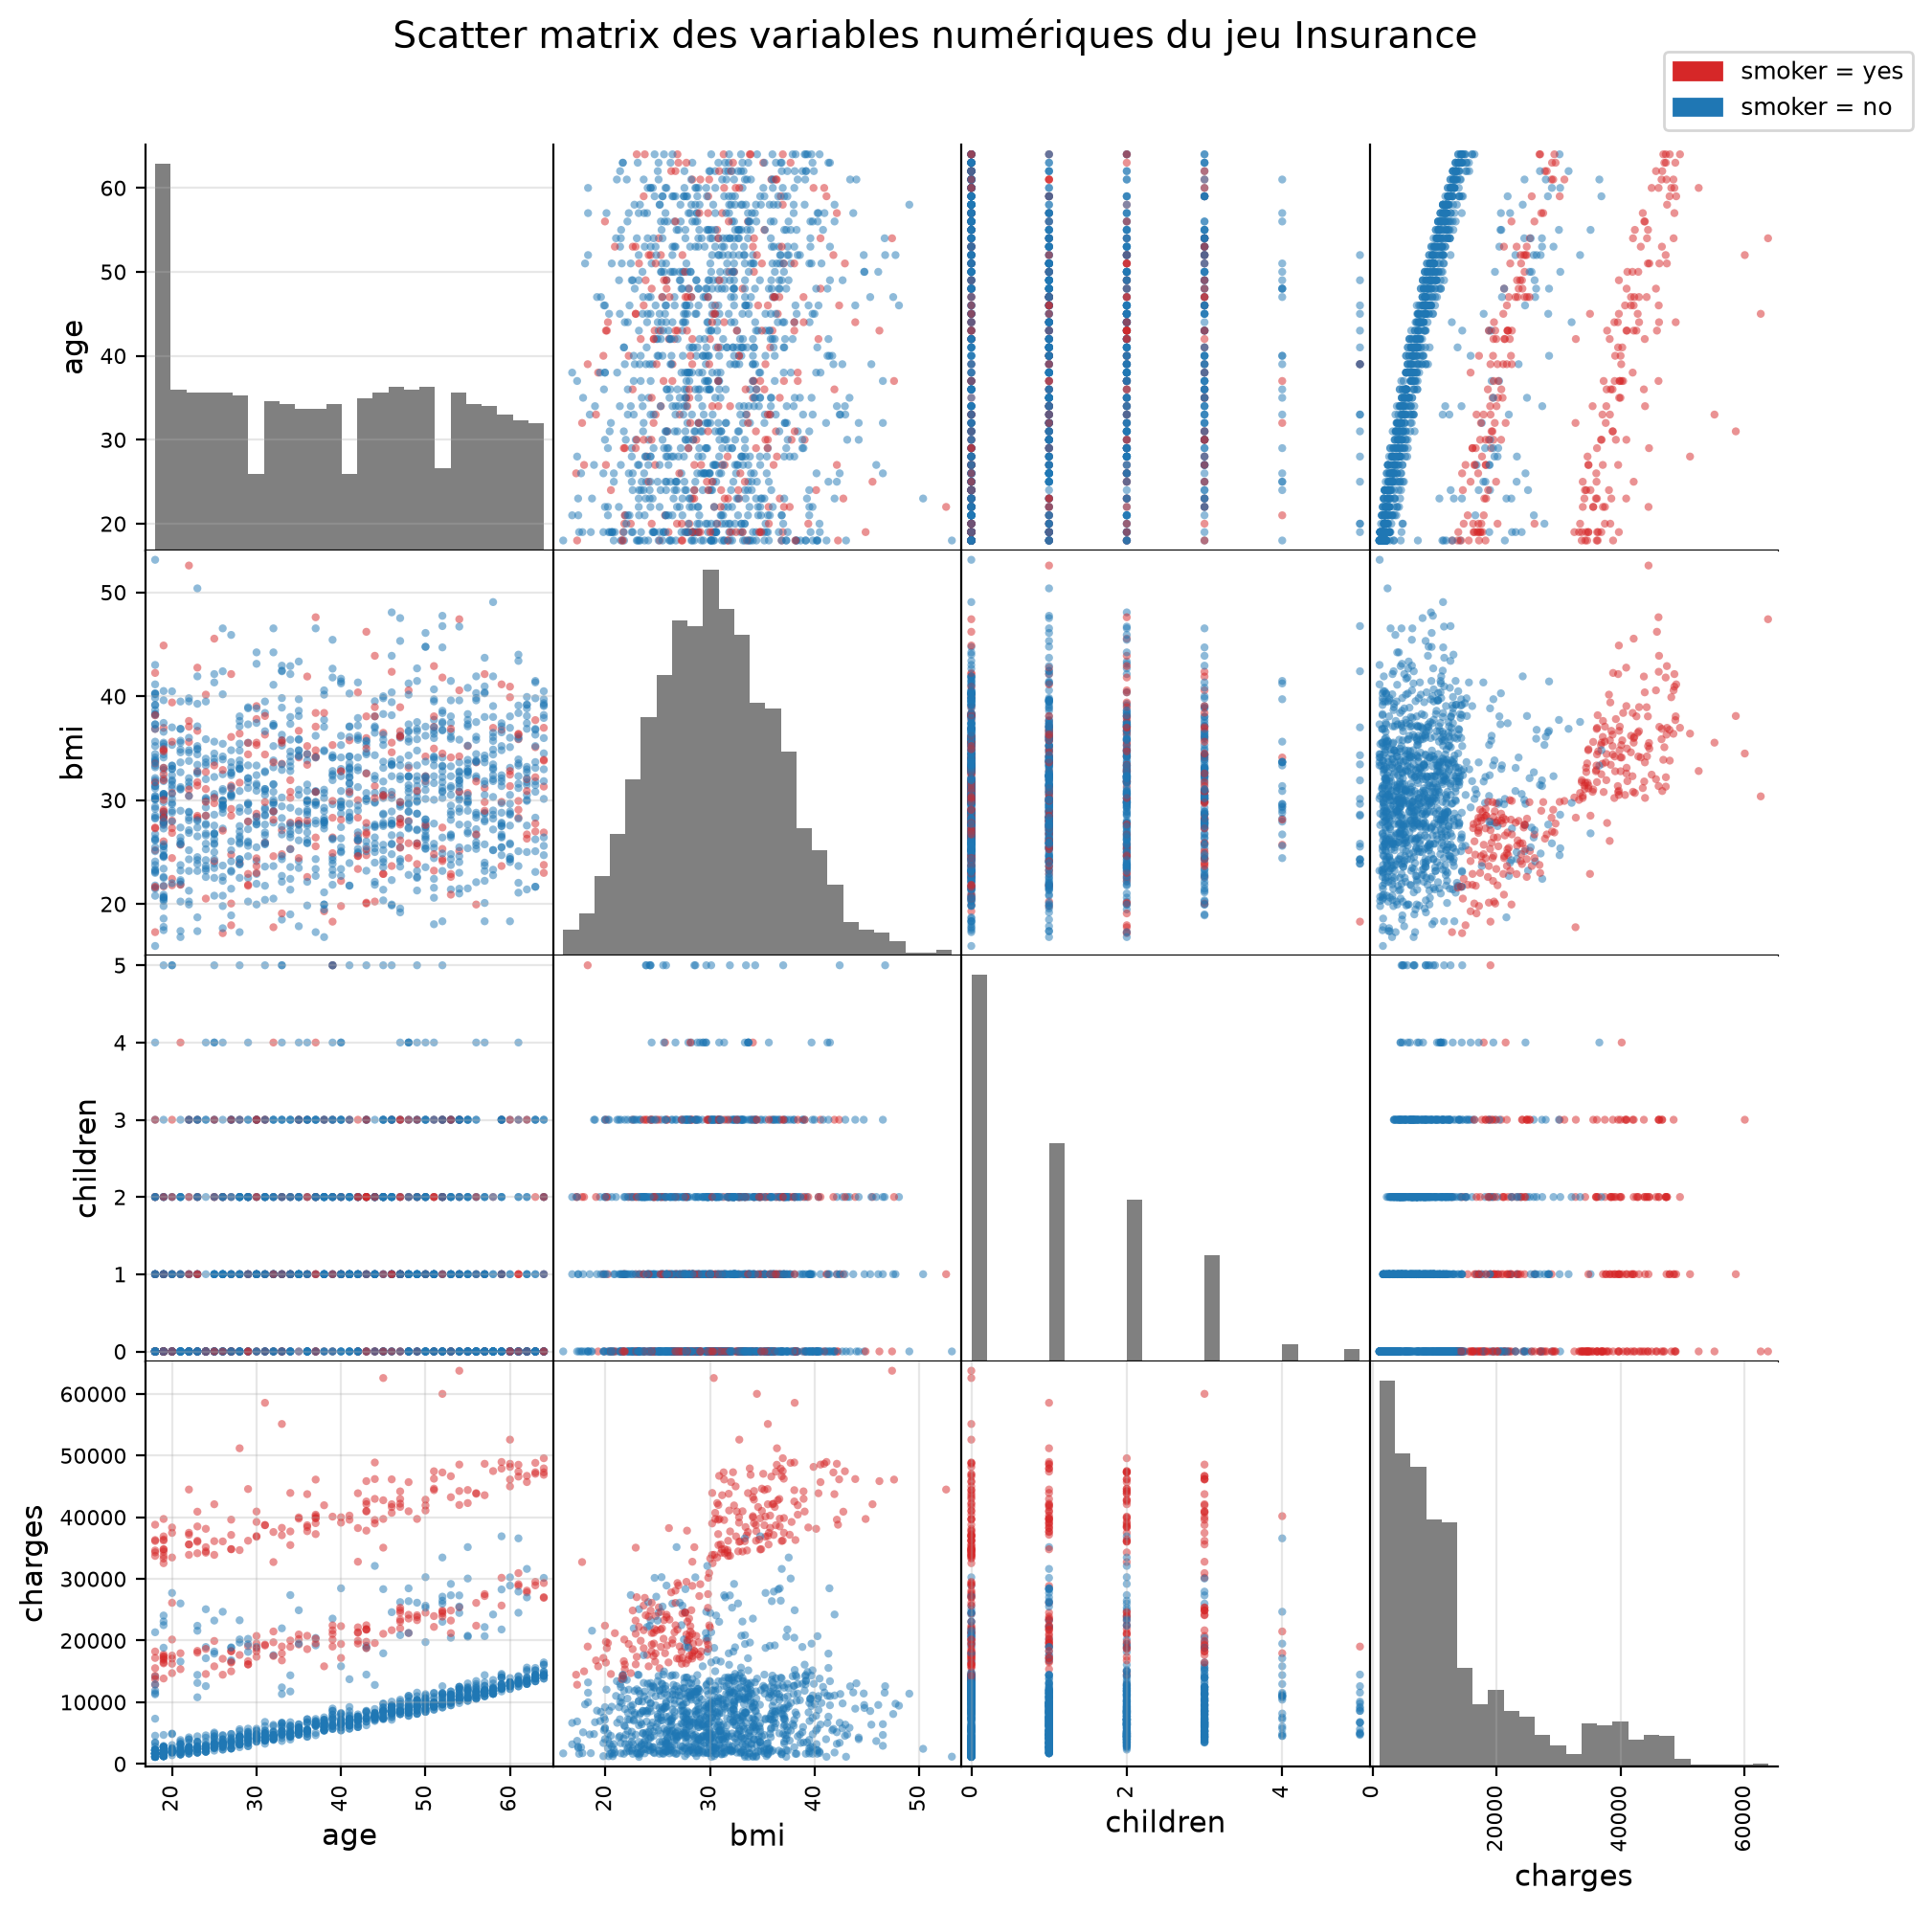 Scatter matrix des variables numériques du jeu Insurance
smoker = yes
smoker = no
age
60
50
40
30
20
bmi
50
40
30
20
children
5
4
3
2
1
0
charges
60000
50000
40000
30000
20000
10000
0
20 30 40 50 60
20 30 40 50
0 2 4
0 20000 40000 60000
age
bmi
children
charges